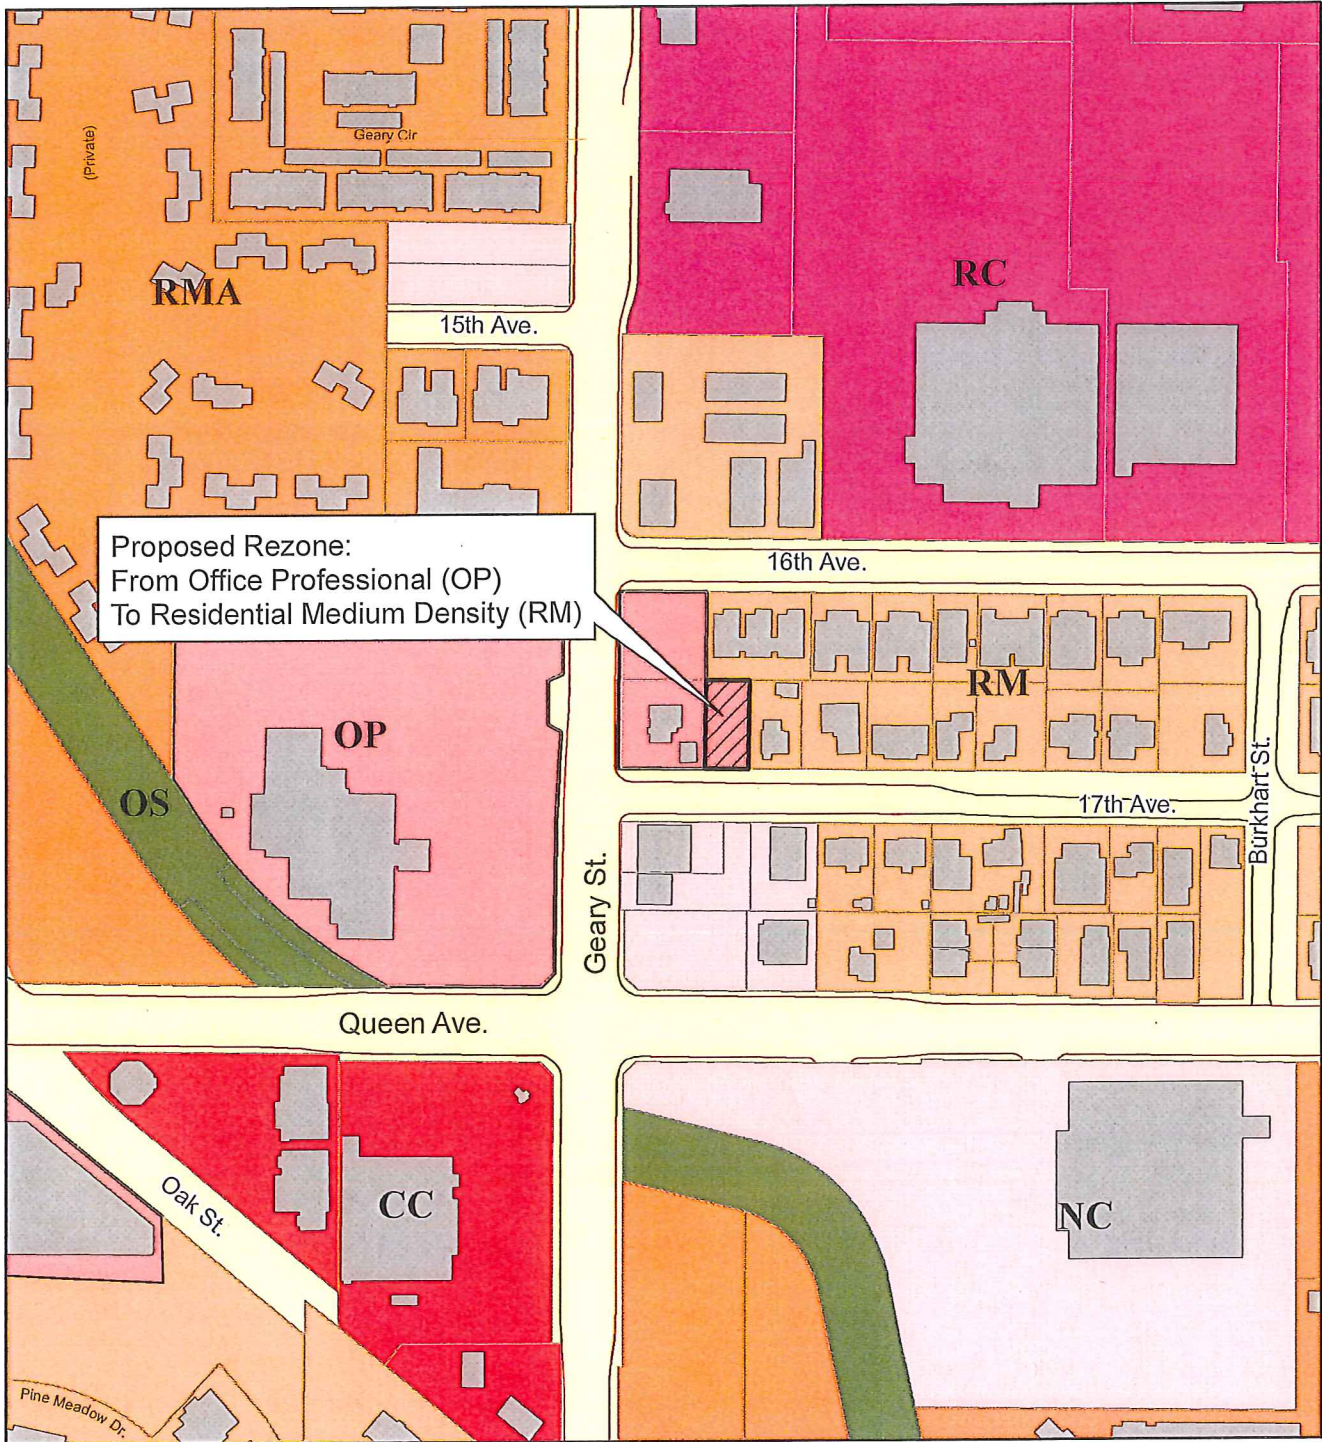 (Private)
Geary Cir
RMA
RC
15th Ave.
Proposed Rezone:
From Office Professional (OP)
To Residential Medium Density (RM)
16th Ave.
RM
OP
OS
17th Ave.
Burkhart St.
Geary St.
Queen Ave.
Oak St.
CC
NC
Pine Meadow Dr.